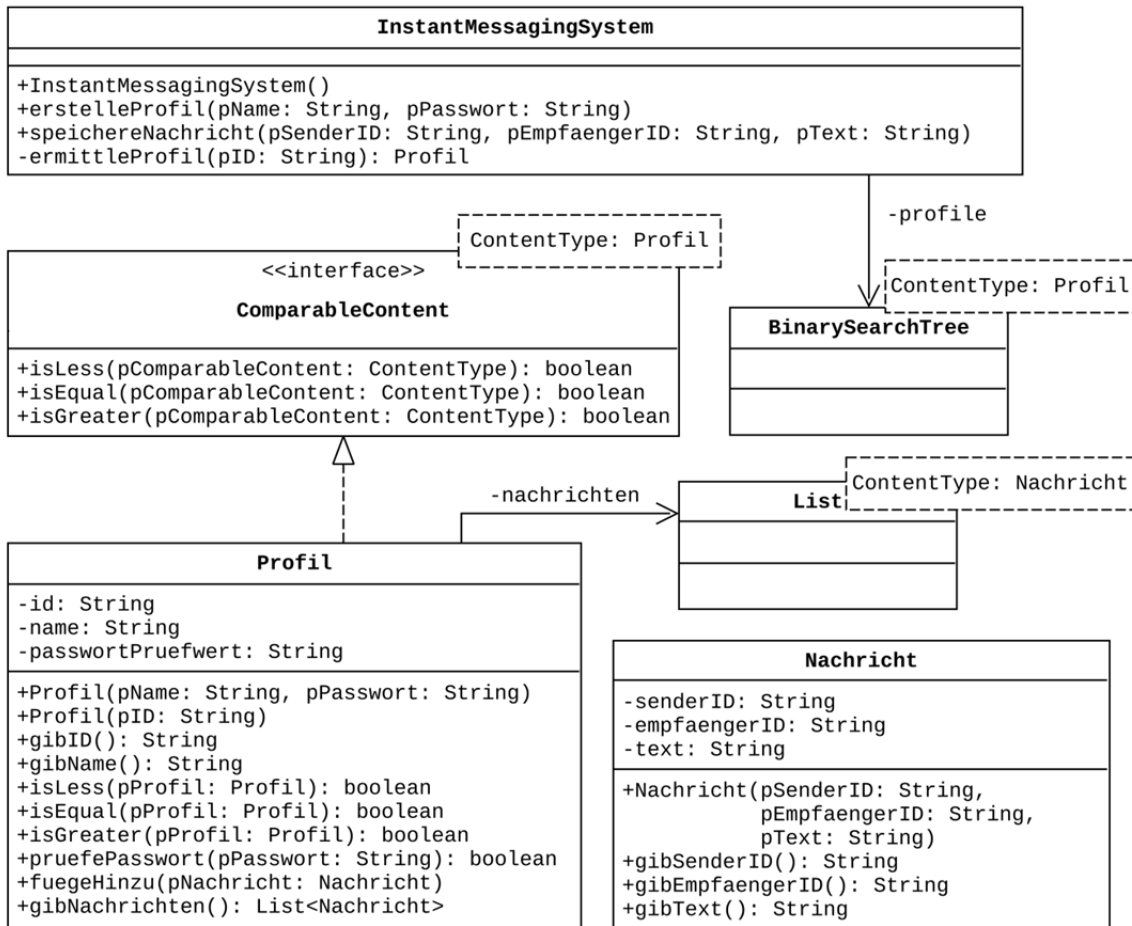 InstantMessagingSystem
+InstantMessagingSystem()
+erstelleProfil(pName: String, pPasswort: String)
+speichereNachricht(pSenderID: String, pEmpfaengerID: String, pText: String)
-ermittleProfil(pID: String): Profil
-profile
ContentType: Profil
<<interface>>
ComparableContent
+isLess(pComparableContent: ContentType): boolean
+isEqual(pComparableContent: ContentType): boolean
+isGreater(pComparableContent: ContentType): boolean
ContentType: Profil
BinarySearchTree
-nachrichten
ContentType: Nachricht
List
Profil
-id: String
-name: String
-passwortPruefwert: String
+Profil(pName: String, pPasswort: String)
+Profil(pID: String)
+gibID(): String
+gibName(): String
+isLess(pProfil: Profil): boolean
+isEqual(pProfil: Profil): boolean
+isGreater(pProfil: Profil): boolean
+pruefePasswort(pPasswort: String): boolean
+fuegeHinzu(pNachricht: Nachricht)
+gibNachrichten(): List<Nachricht>
Nachricht
-senderID: String
-empfaengerID: String
-text: String
+Nachricht(pSenderID: String,
pEmpfaengerID: String,
pText: String)
+gibSenderID(): String
+gibEmpfaengerID(): String
+gibText(): String